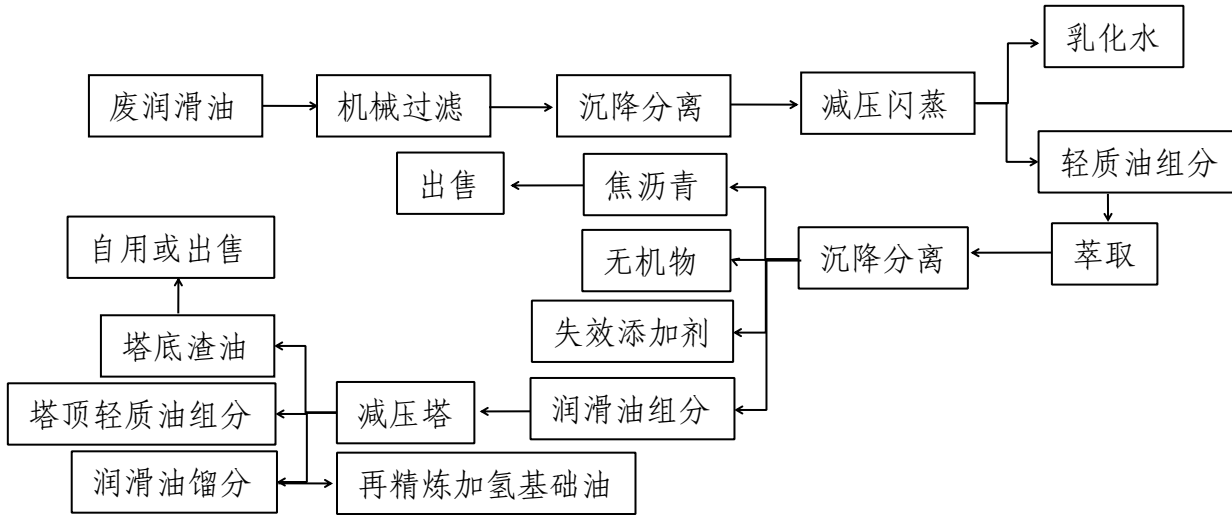 乳化水
废润滑油
机械过滤
沉降分离
减压闪蒸
轻质油组分
出售
焦沥青
自用或出售
无机物
沉降分离
萃取
塔底渣油
失效添加剂
塔顶轻质油组分
减压塔
润滑油组分
润滑油馏分
再精炼加氢基础油